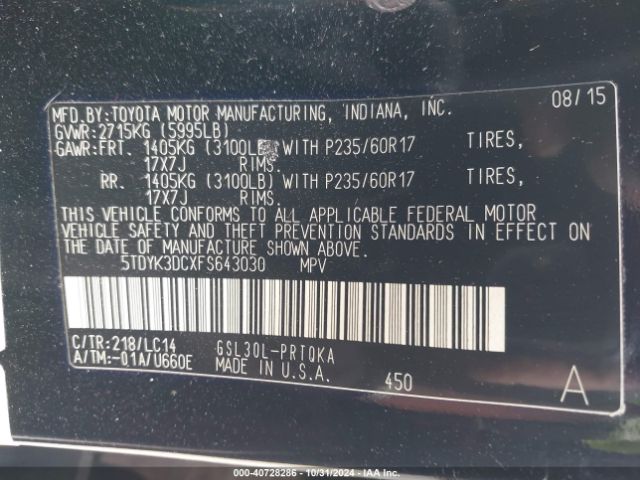 MFD.BY:TOYOTA MOTOR MANUFACTURING, INDIANA, INC. 08/15
GVWR:2715KG (5995LB)
GAWR:FRT. 1405KG (3100LB) WITH P235/60R17 TIRES,
17X7J RIMS.
RR. 1405KG (3100LB) WITH P235/60R17 TIRES,
17X7J RIMS.
THIS VEHICLE CONFORMS TO ALL APPLICABLE FEDERAL MOTOR
VEHICLE SAFETY AND THEFT PREVENTION STANDARDS IN EFFECT ON
THE DATE OF MANUFACTURE SHOWN ABOVE.
5TDYK3DCXFS643030 MPV
C/TR:218/LC14 GSL30L-PRTQKA
A/TM:-01A/U660E MADE IN U.S.A. 450 A
000-40728286 - 10/31/2024 - IAA Inc.